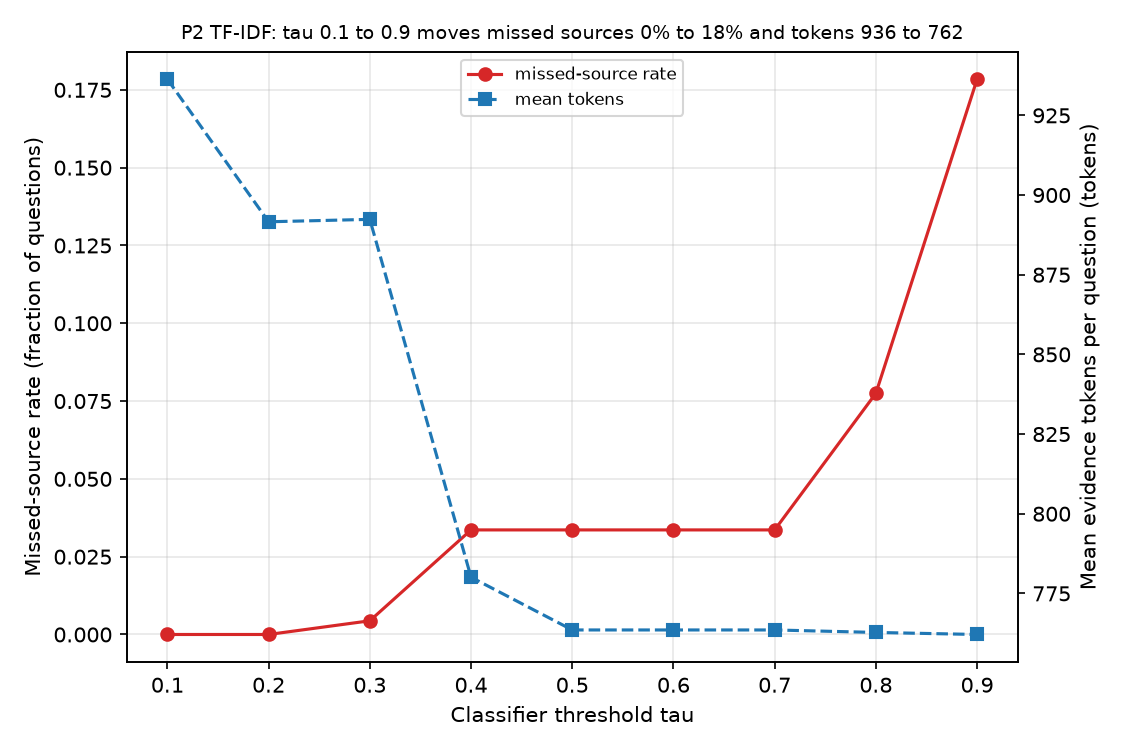 P2 TF-IDF: tau 0.1 to 0.9 moves missed sources 0% to 18% and tokens 936 to 762
missed-source rate
mean tokens
Missed-source rate (fraction of questions)
0.175
0.150
0.125
0.100
0.075
0.050
0.025
0.000
925
900
875
850
825
800
775
Mean evidence tokens per question (tokens)
0.1 0.2 0.3 0.4 0.5 0.6 0.7 0.8 0.9
Classifier threshold tau